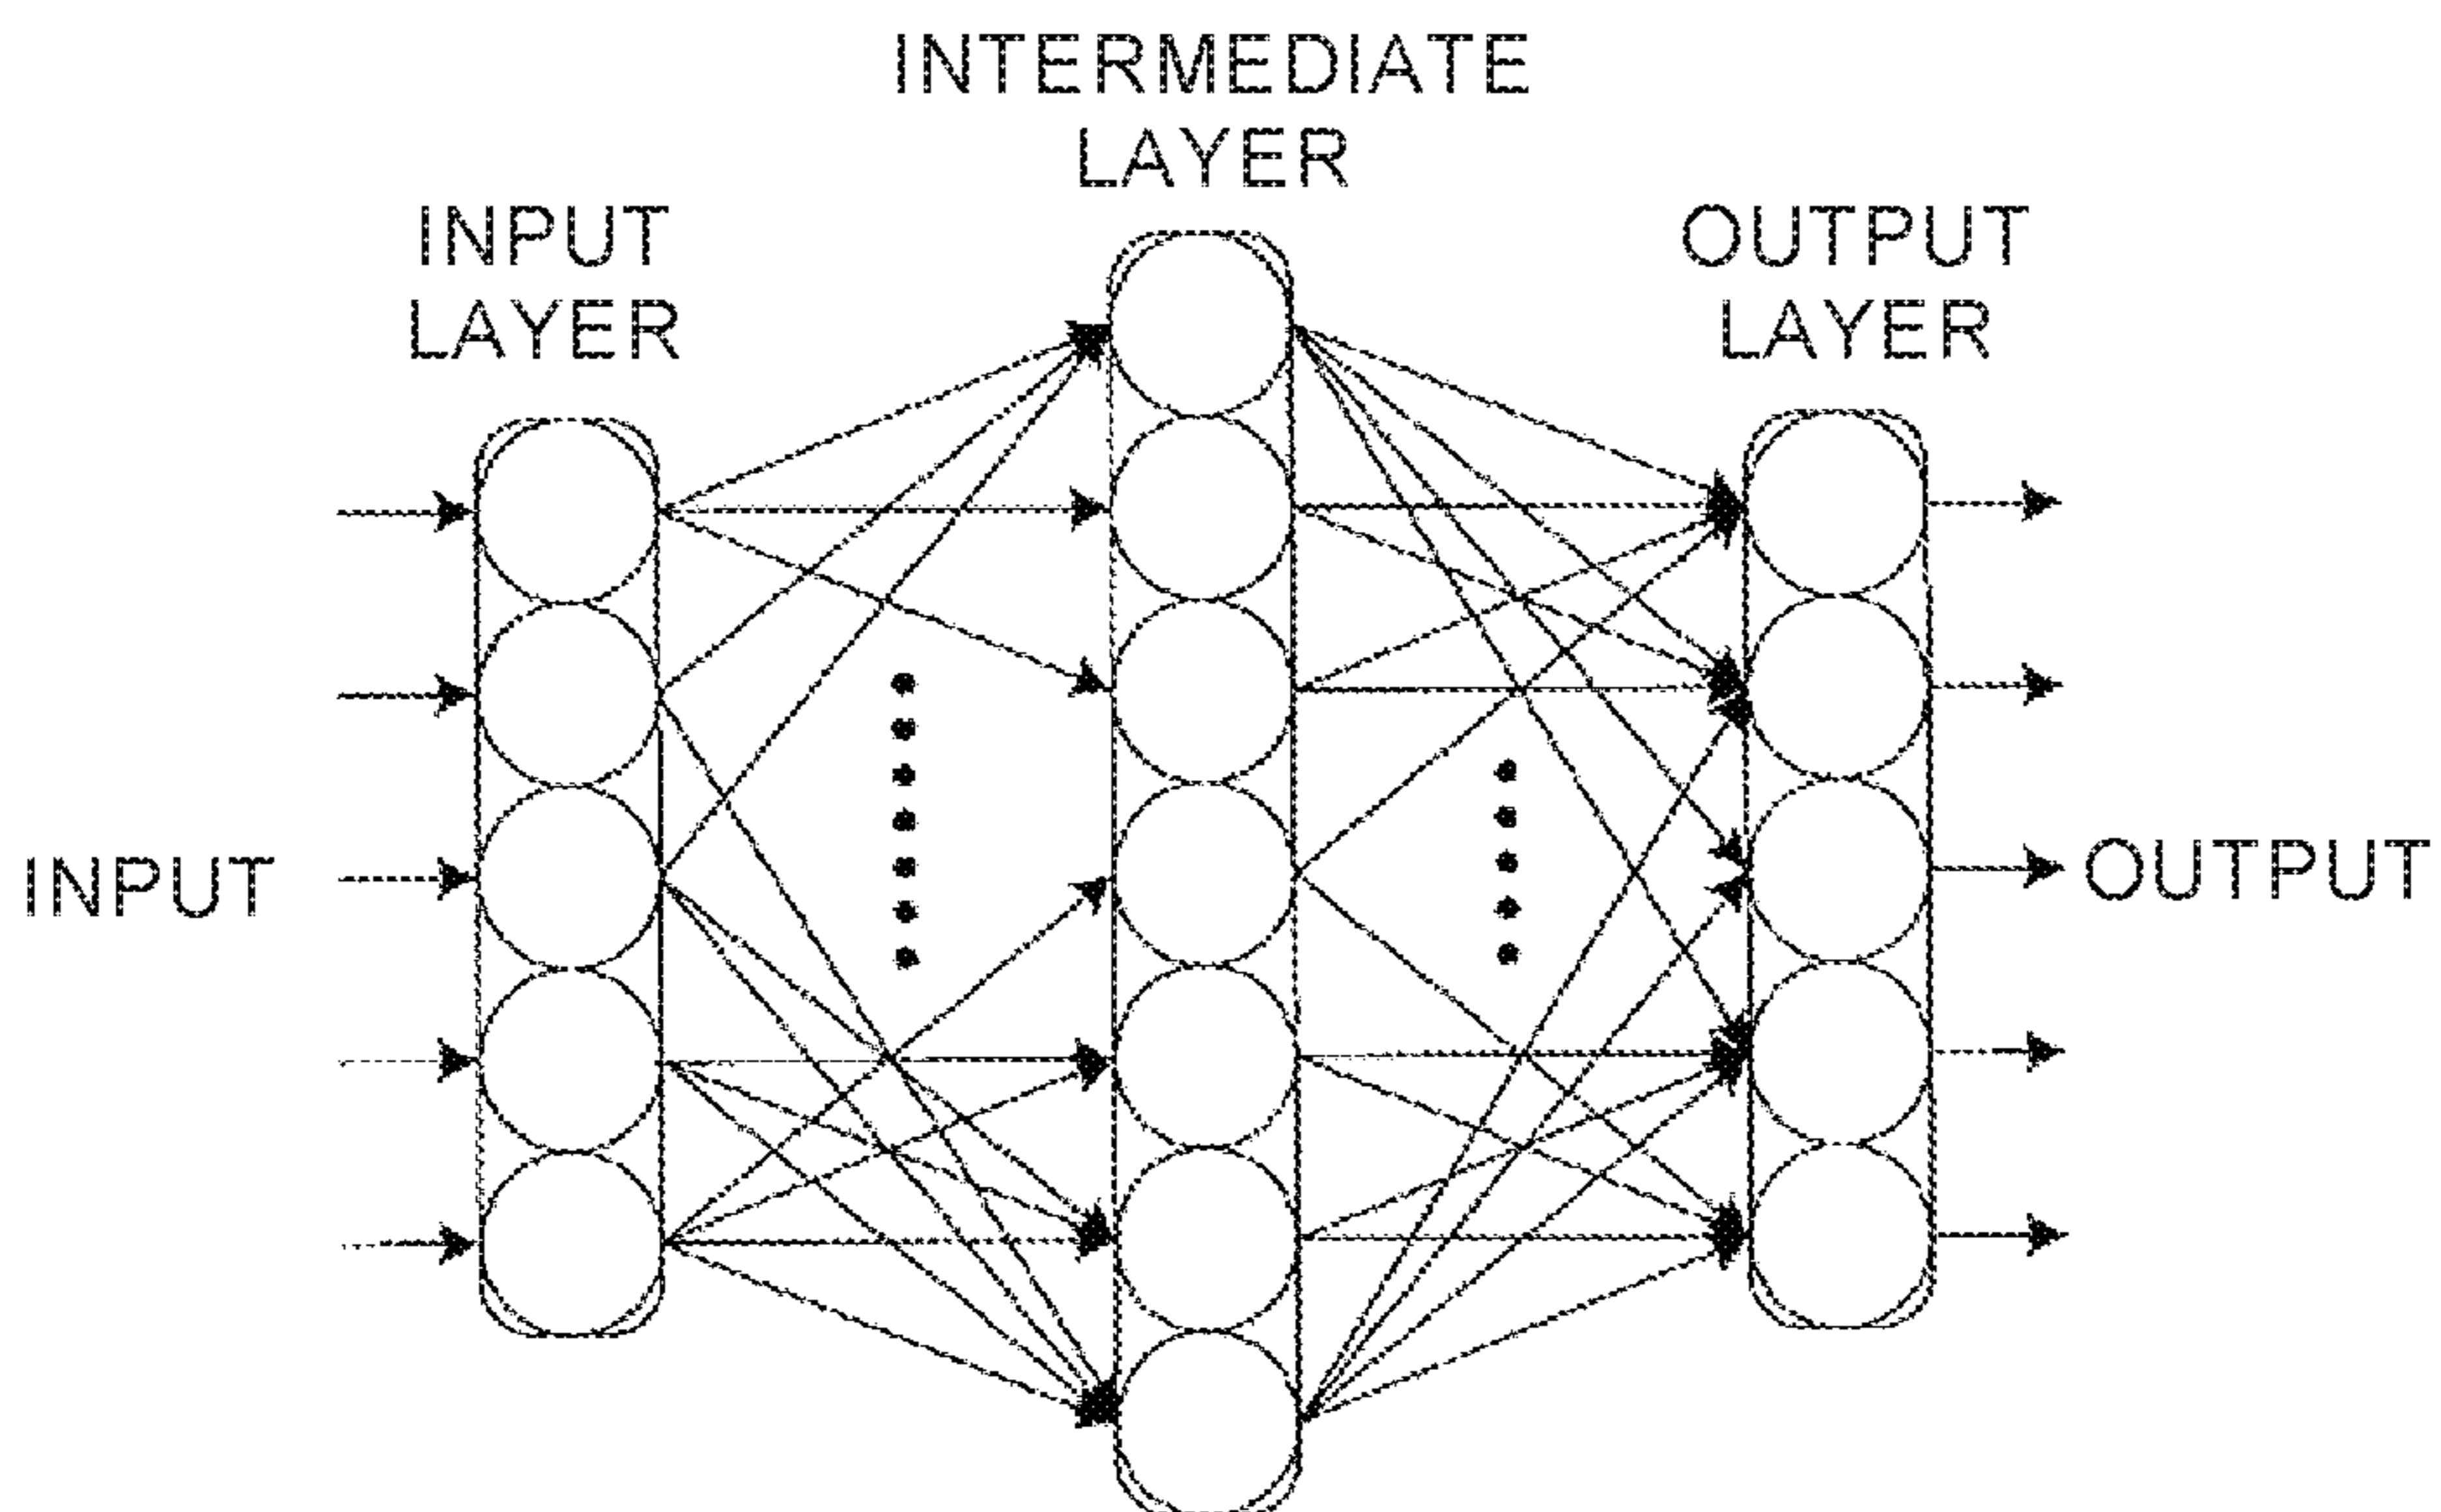 INTERMEDIATE
LAYER
INPUT
LAYER
OUTPUT
LAYER
INPUT
OUTPUT